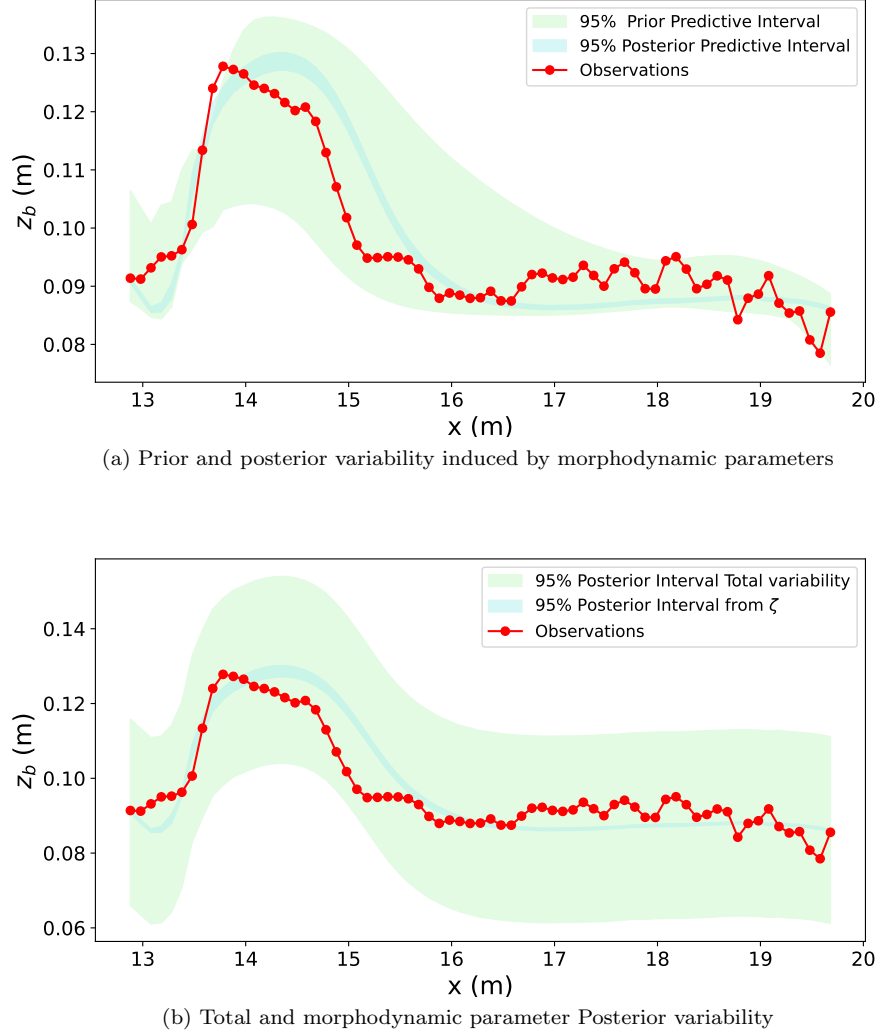 95%  Prior Predictive Interval
95% Posterior Predictive Interval
Observations
0.13
0.12
0.11
0.10
0.09
0.08
z_b (m)
13 14 15 16 17 18 19 20
x (m)
(a) Prior and posterior variability induced by morphodynamic parameters
95% Posterior Interval Total variability
95% Posterior Interval from ζ
Observations
0.14
0.12
0.10
0.08
0.06
z_b (m)
13 14 15 16 17 18 19 20
x (m)
(b) Total and morphodynamic parameter Posterior variability